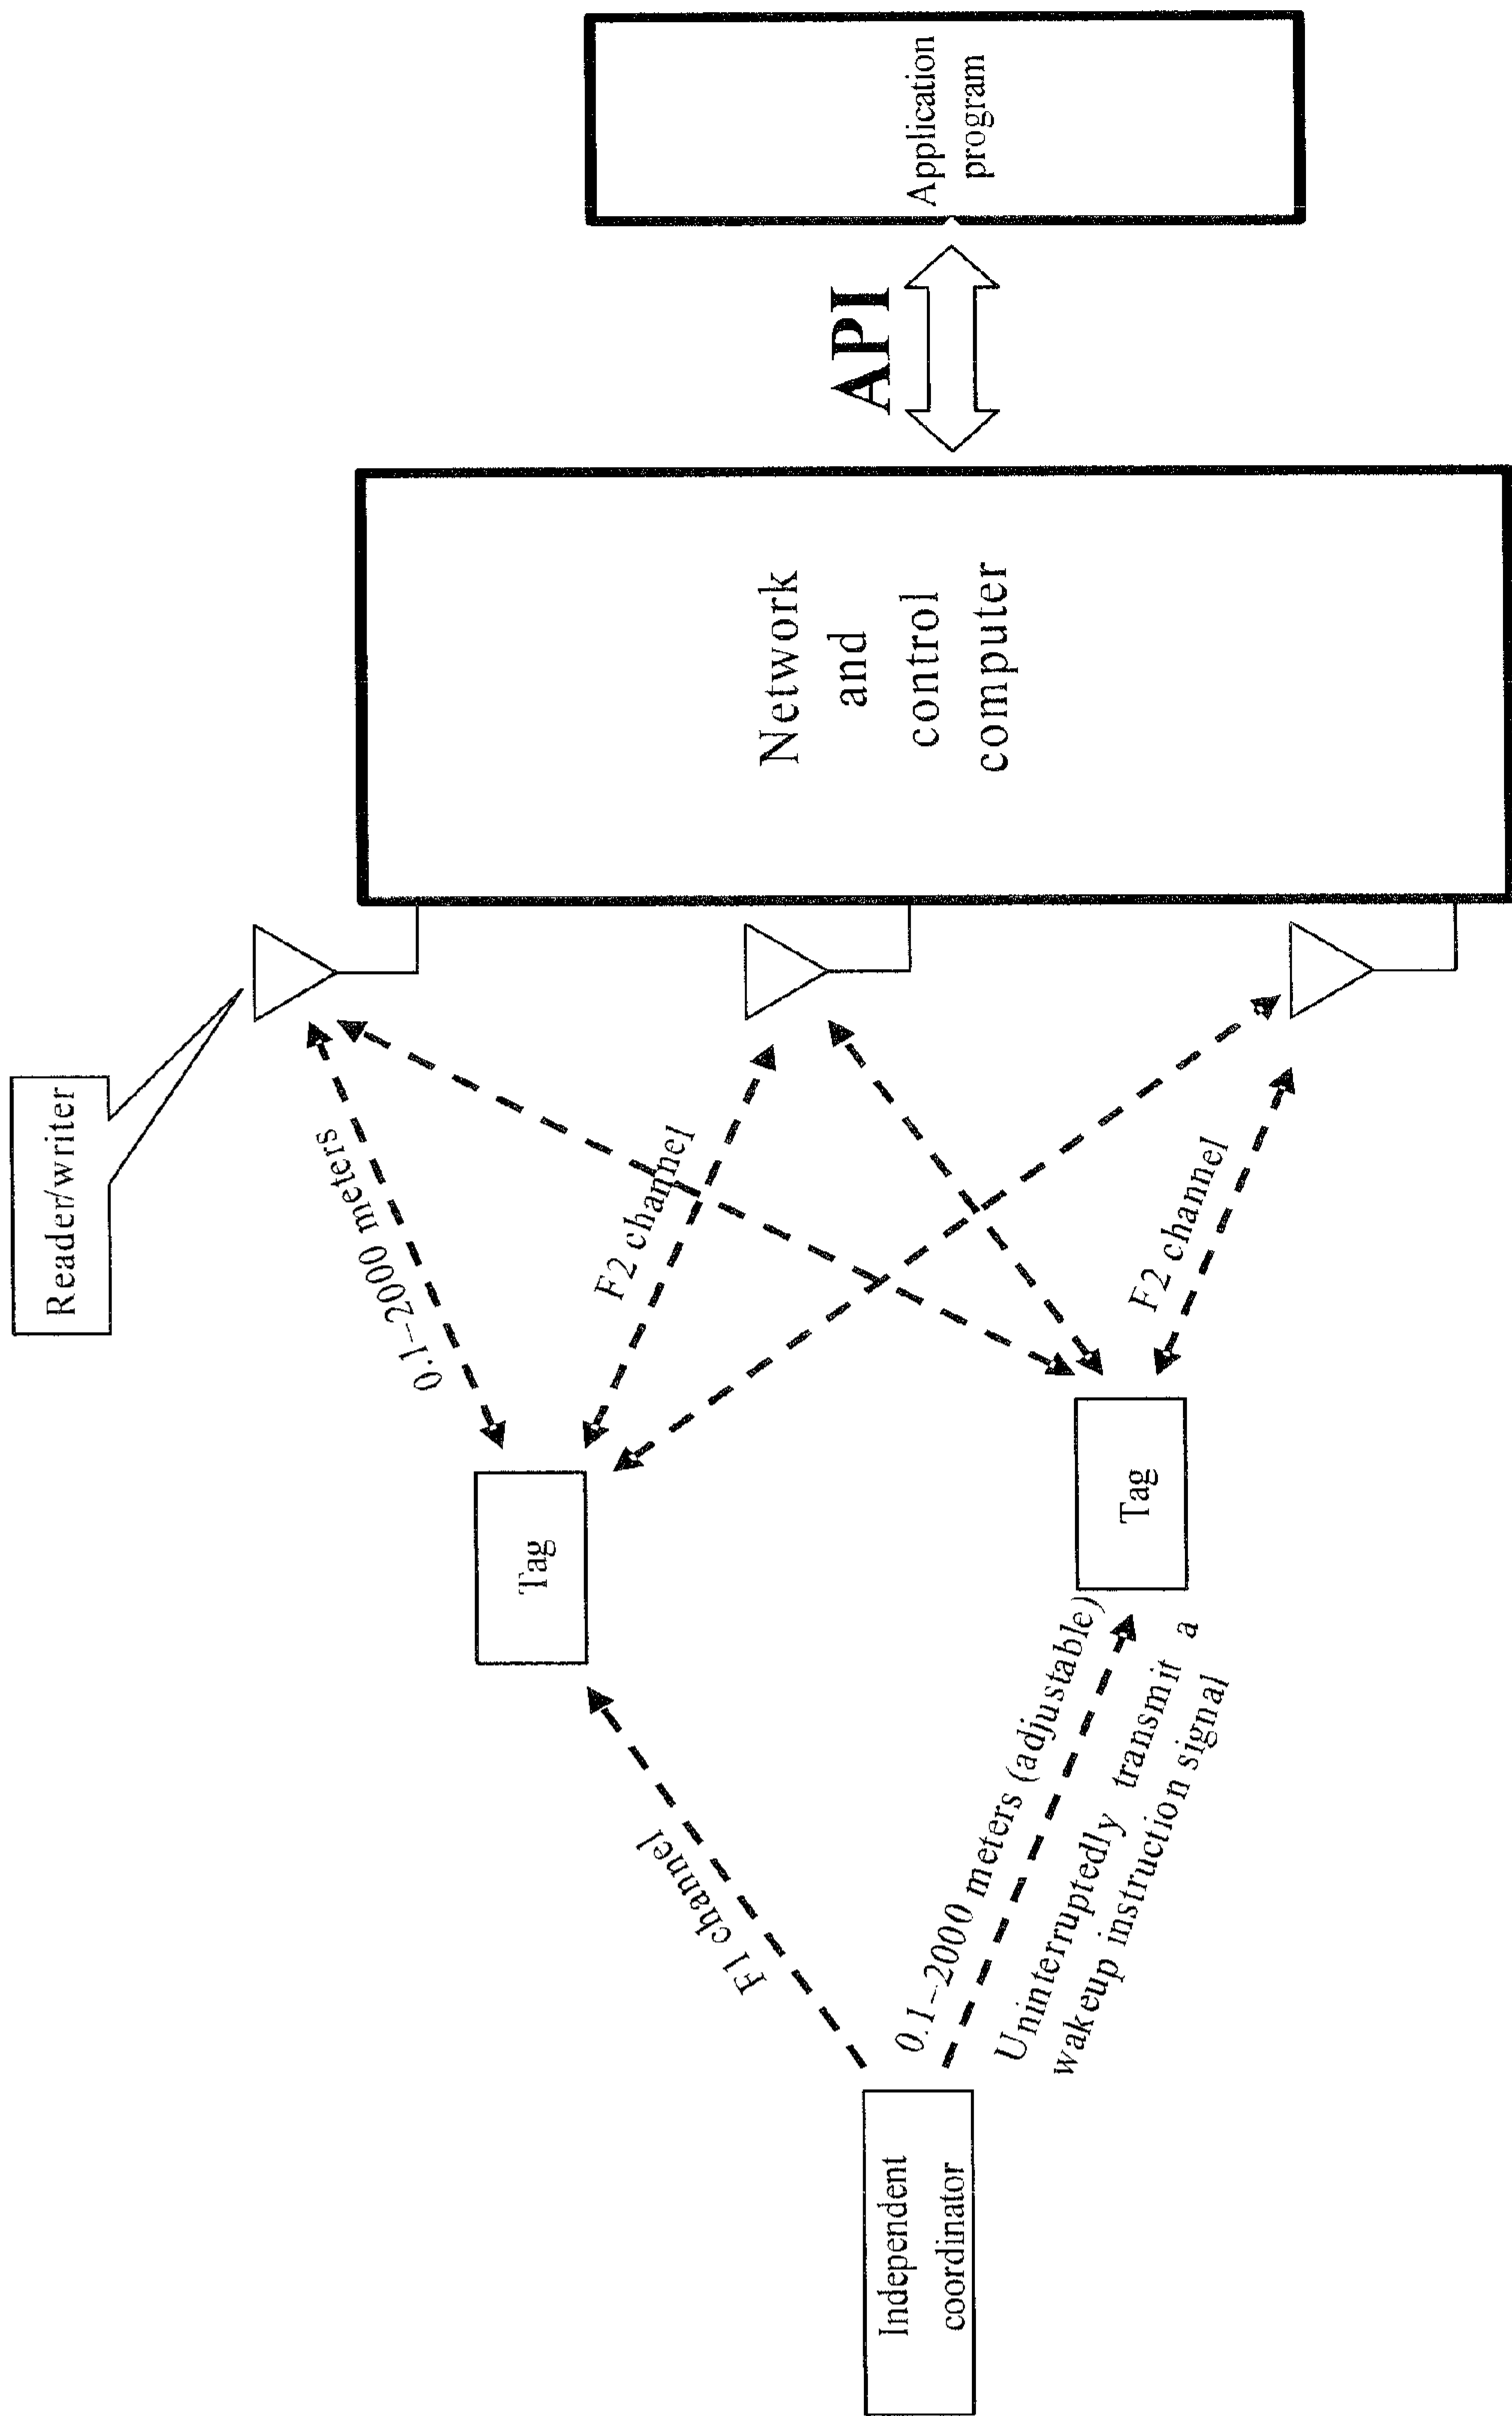 Reader/writer
0.1–2000 meters
F2 channel
F2 channel
Tag
Tag
F1 channel
0.1–2000 meters (adjustable)
Uninterruptedly transmit a
wakeup instruction signal
Independent
coordinator
Network
and
control
computer
API
Application
program